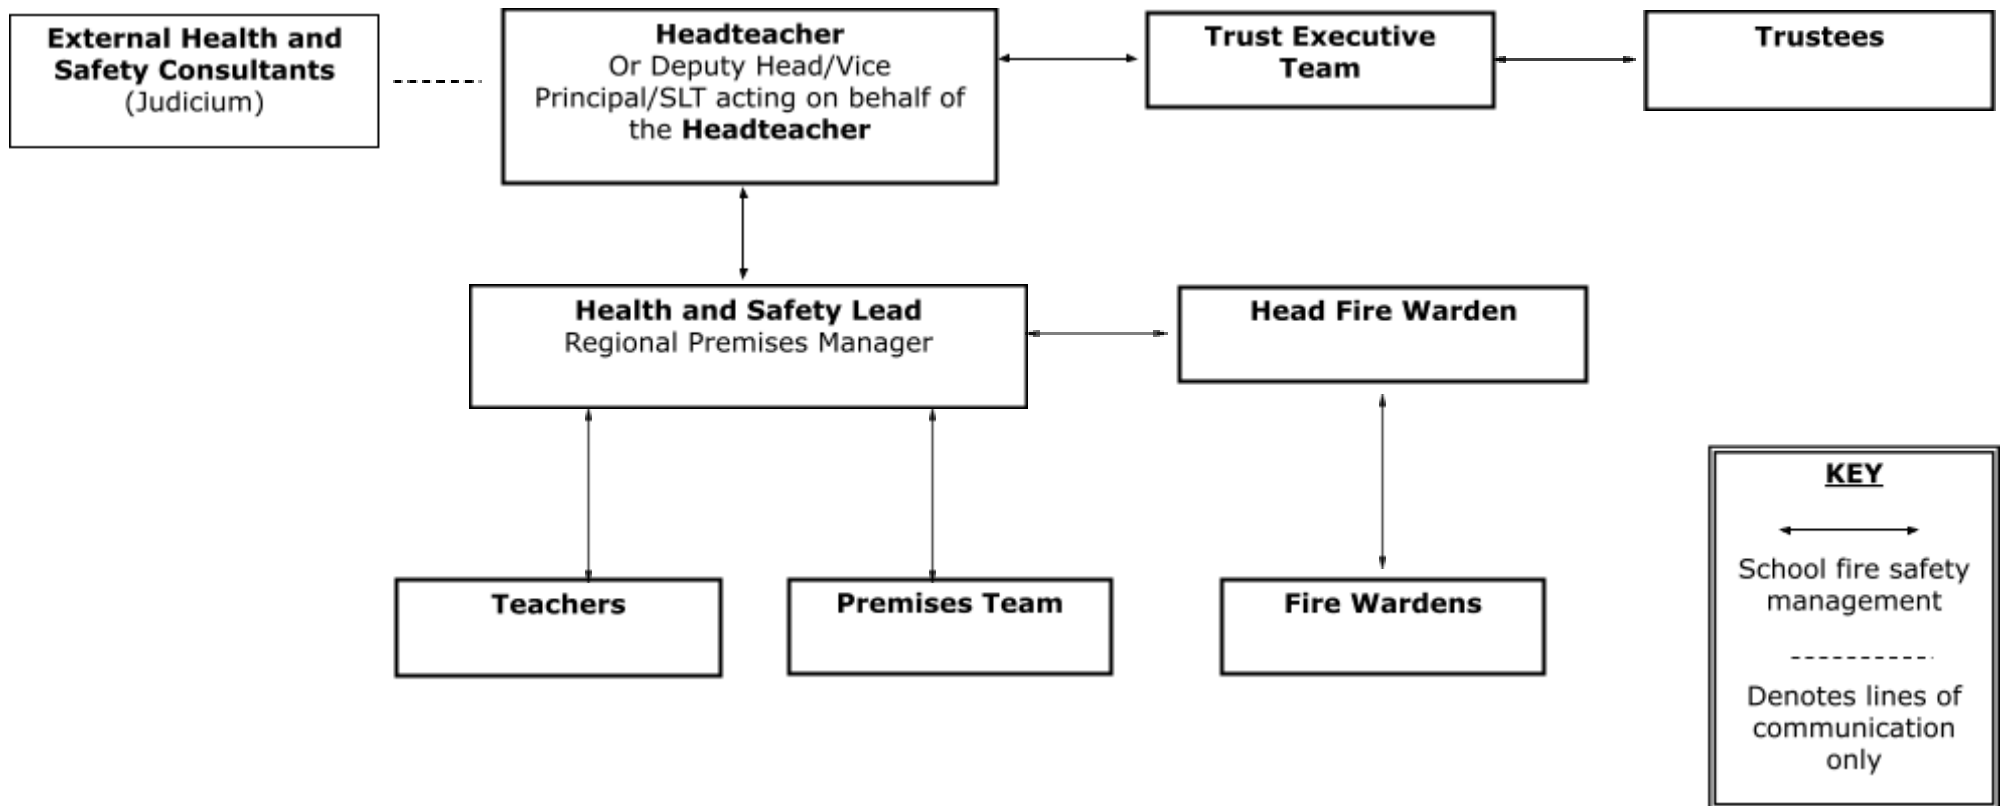 External Health and
Safety Consultants
(Judicium)
Headteacher
Or Deputy Head/Vice
Principal/SLT acting on behalf of
the Headteacher
Trust Executive
Team
Trustees
Health and Safety Lead
Regional Premises Manager
Head Fire Warden
Teachers
Premises Team
Fire Wardens
KEY
School fire safety
management
Denotes lines of
communication
only